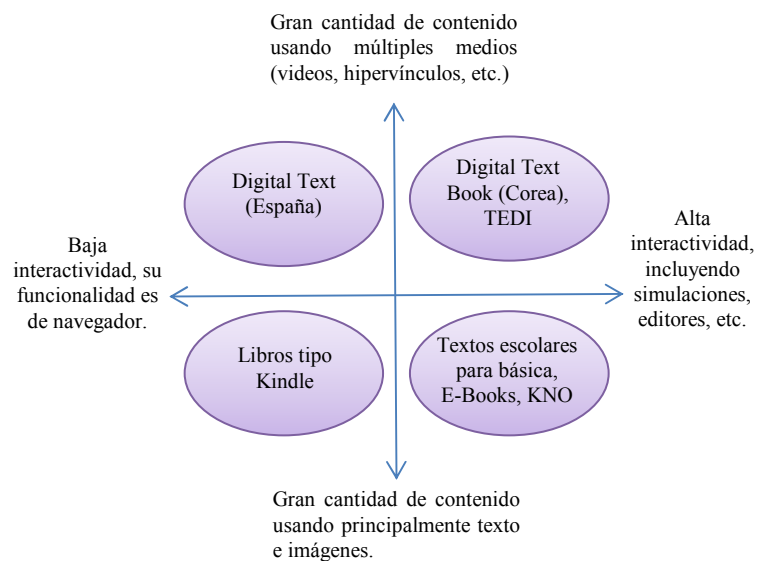 Gran cantidad de contenido
usando múltiples medios
(videos, hipervínculos, etc.)
Digital Text
(España)
Digital Text
Book (Corea),
TEDI
Baja
interactividad, su
funcionalidad es
de navegador.
Alta
interactividad,
incluyendo
simulaciones,
editores, etc.
Libros tipo
Kindle
Textos escolares
para básica,
E-Books, KNO
Gran cantidad de contenido
usando principalmente texto
e imágenes.